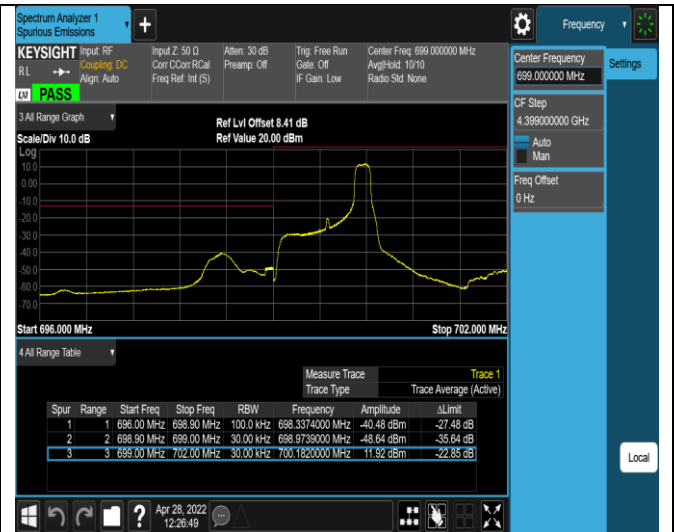 Spectrum Analyzer 1
Spurious Emissions
+
Frequency
KEYSIGHT
RL
Input: RF
Coupling: DC
Align: Auto
Input Z: 50 Ω
Corr CCorr RCal
Freq Ref: Int (S)
Atten: 30 dB
Preamp: Off
Trig: Free Run
Gate: Off
IF Gain: Low
Center Freq: 699.000000 MHz
Avg|Hold: 10/10
Radio Std: None
LXI PASS
Center Frequency
699.000000 MHz
Settings
CF Step
4.399000000 GHz
Auto
Man
Freq Offset
0 Hz
3 All Range Graph
Scale/Div 10.0 dB
Ref Lvl Offset 8.41 dB
Ref Value 20.00 dBm
Log
10.0
0.00
-10.0
-20.0
-30.0
-40.0
-50.0
-60.0
-70.0
Start 696.000 MHz Stop 702.000 MHz
4 All Range Table
Measure Trace Trace 1
Trace Type Trace Average (Active)
Spur Range Start Freq Stop Freq RBW Frequency Amplitude ΔLimit
1 1 696.00 MHz 698.90 MHz 100.0 kHz 698.3374000 MHz -40.48 dBm -27.48 dB
2 2 698.90 MHz 699.00 MHz 30.00 kHz 698.9739000 MHz -48.64 dBm -35.64 dB
3 3 699.00 MHz 702.00 MHz 30.00 kHz 700.1820000 MHz 11.92 dBm -22.85 dB
Local
?
Apr 28, 2022
12:26:49